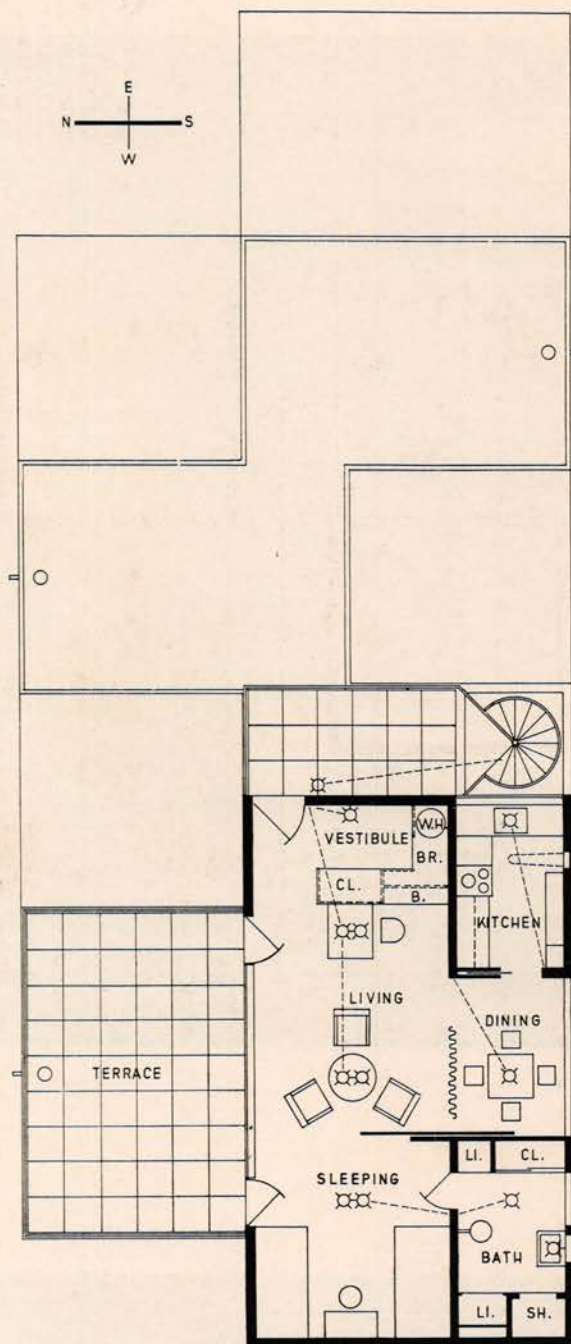 E
N S
W
VESTIBULE
W.H.
BR.
CL.
B.
KITCHEN
LIVING
DINING
TERRACE
LI. CL.
SLEEPING
BATH
LI. SH.